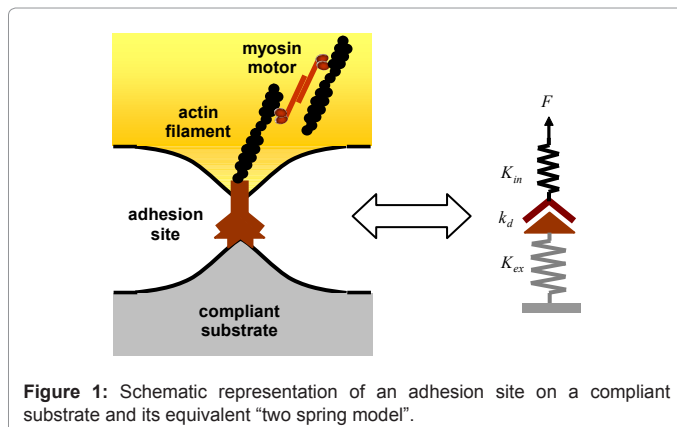 myosin
motor
actin
filament
adhesion
site
compliant
substrate
F
K_in
k_d
K_ex
Figure 1: Schematic representation of an adhesion site on a compliant
substrate and its equivalent “two spring model”.